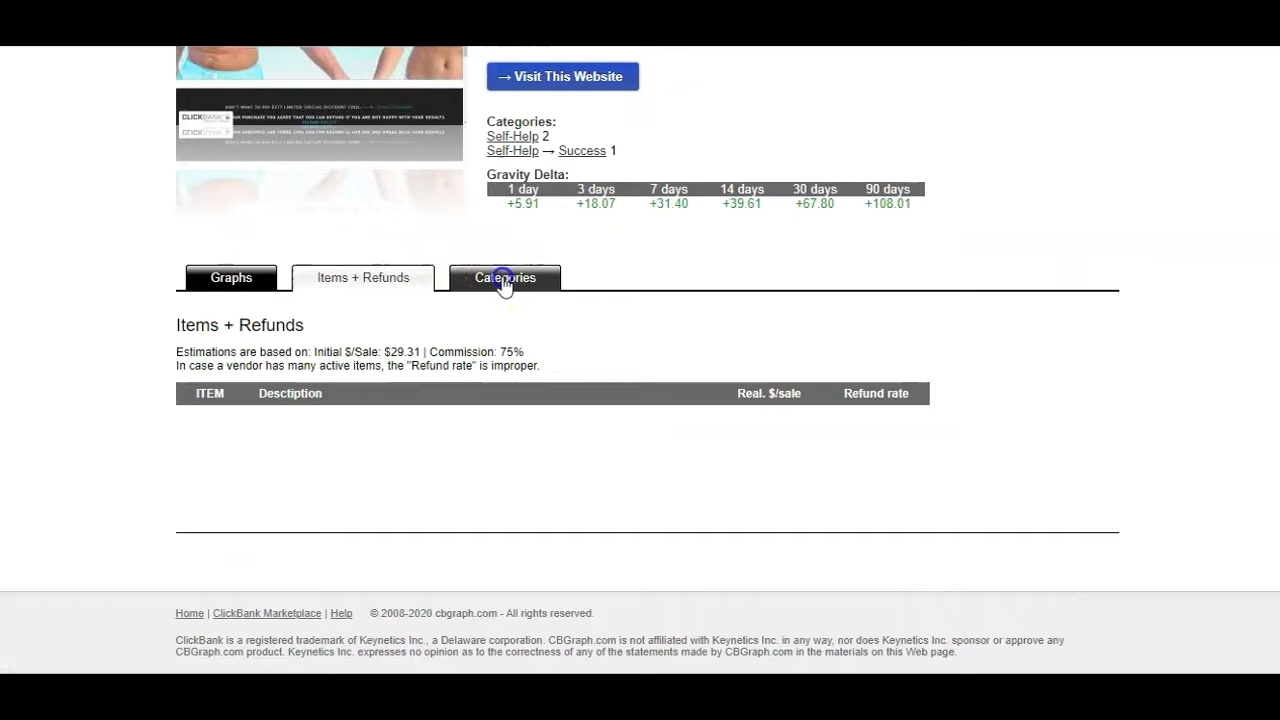 → Visit This Website
CLICKBANK
Categories:
Self-Help 2
Self-Help → Success 1
Gravity Delta:
1 day 3 days 7 days 14 days 30 days 90 days
+5.91 +18.07 +31.40 +39.61 +67.80 +108.01
Graphs Items + Refunds Categories
Items + Refunds
Estimations are based on: Initial $/Sale: $29.31 | Commission: 75%
In case a vendor has many active items, the "Refund rate" is improper.
ITEM Desctiption Real. $/sale Refund rate
Home | ClickBank Marketplace | Help © 2008-2020 cbgraph.com - All rights reserved.
ClickBank is a registered trademark of Keynetics Inc., a Delaware corporation. CBGraph.com is not affiliated with Keynetics Inc. in any way, nor does Keynetics Inc. sponsor or approve any
CBGraph.com product. Keynetics Inc. expresses no opinion as to the correctness of any of the statements made by CBGraph.com in the materials on this Web page.